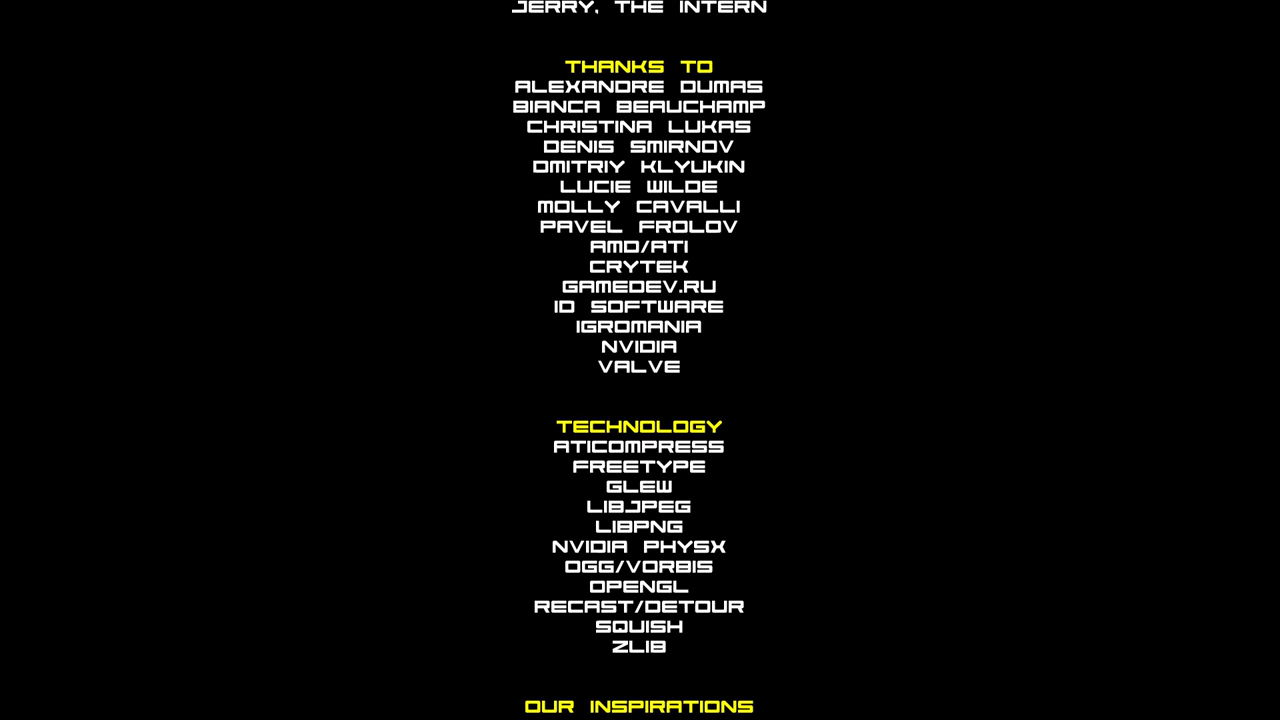 JERRY, THE INTERN
THANKS TO
ALEXANDRE DUMAS
BIANCA BEAUCHAMP
CHRISTINA LUKAS
DENIS SMIRNOV
DMITRIY KLYUKIN
LUCIE WILDE
MOLLY CAVALLI
PAVEL FROLOV
AMD/ATI
CRYTEK
GAMEDEV.RU
ID SOFTWARE
IGROMANIA
NVIDIA
VALVE
TECHNOLOGY
ATICOMPRESS
FREETYPE
GLEW
LIBJPEG
LIBPNG
NVIDIA PHYSX
OGG/VORBIS
OPENGL
RECAST/DETOUR
SQUISH
ZLIB
OUR INSPIRATIONS